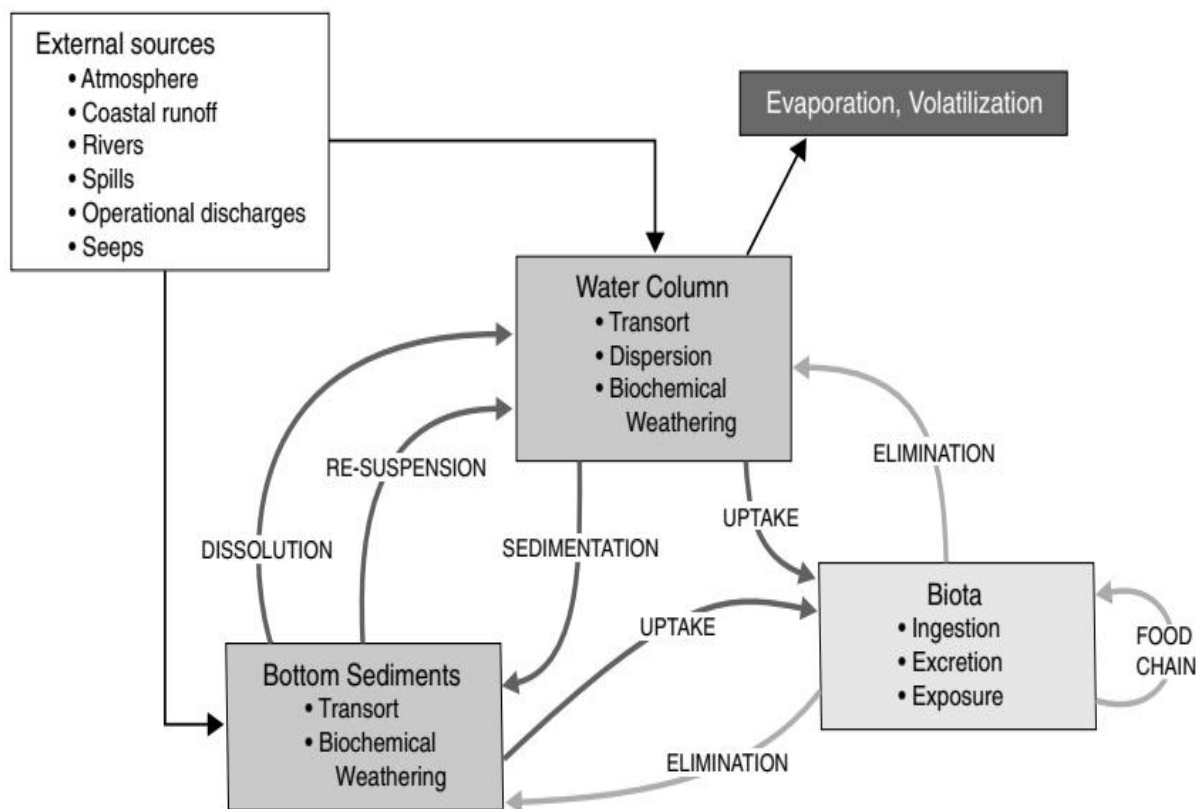 External sources
• Atmosphere
• Coastal runoff
• Rivers
• Spills
• Operational discharges
• Seeps
Evaporation, Volatilization
Water Column
• Transort
• Dispersion
• Biochemical
Weathering
ELIMINATION
RE-SUSPENSION
UPTAKE
DISSOLUTION
SEDIMENTATION
Biota
• Ingestion
• Excretion
• Exposure
FOOD
CHAIN
UPTAKE
Bottom Sediments
• Transort
• Biochemical
Weathering
ELIMINATION